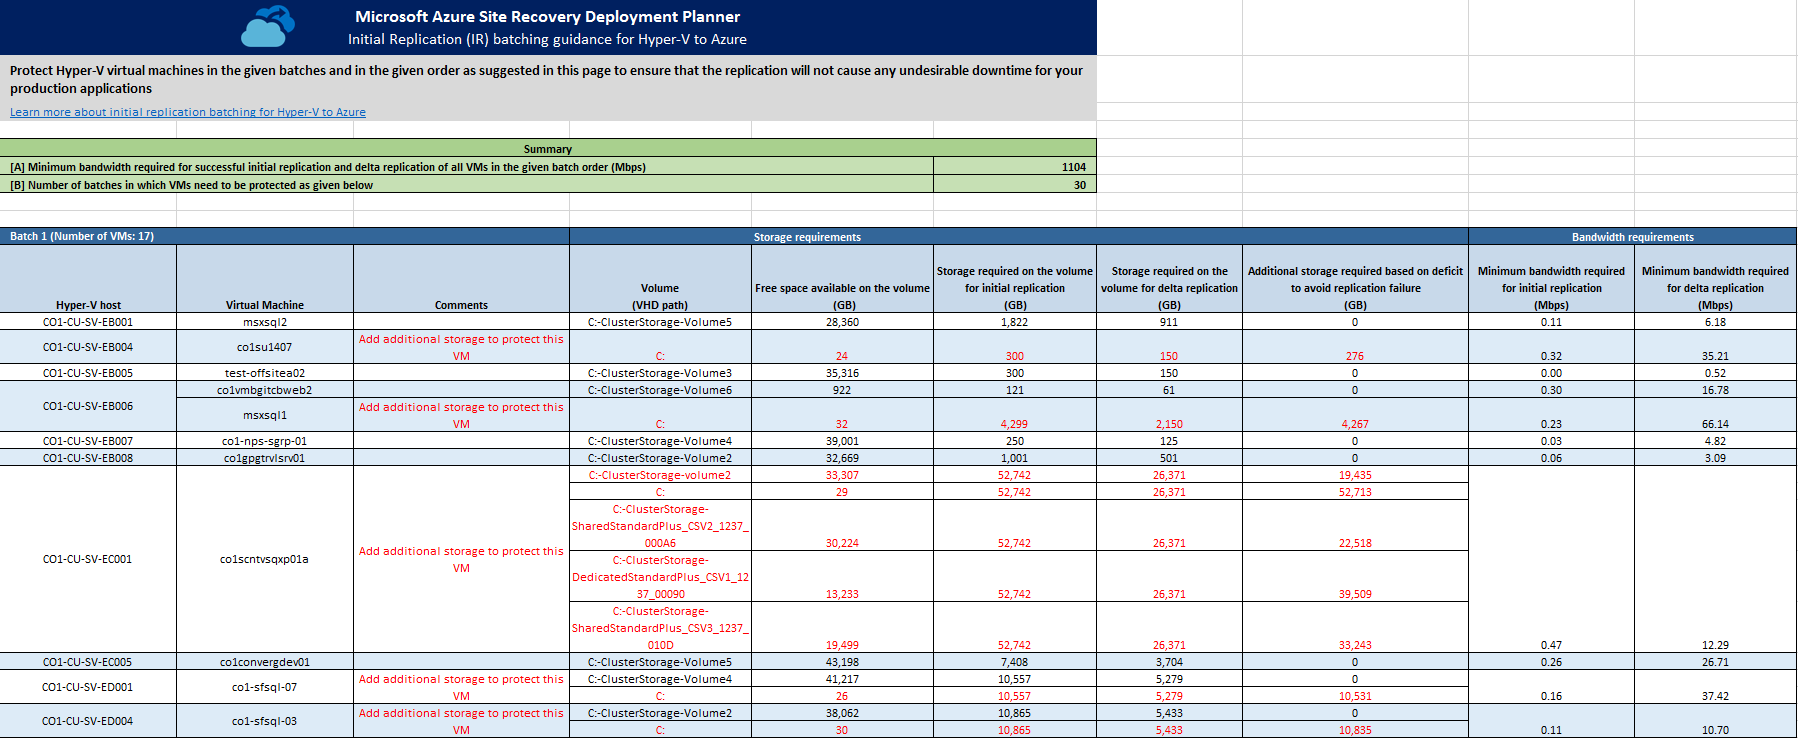 Microsoft Azure Site Recovery Deployment Planner
Initial Replication (IR) batching guidance for Hyper-V to Azure
Protect Hyper-V virtual machines in the given batches and in the given order as suggested in this page to ensure that the replication will not cause any undesirable downtime for your
production applications
Learn more about initial replication batching for Hyper-V to Azure
Summary
[A] Minimum bandwidth required for successful initial replication and delta replication of all VMs in the given batch order (Mbps) 1104
[B] Number of batches in which VMs need to be protected as given below 30
Batch 1 (Number of VMs: 17) Storage requirements Bandwidth requirements
Hyper-V host
Virtual Machine
Comments
Volume
(VHD path)
Free space available on the volume
(GB)
Storage required on the volume
for initial replication
(GB)
Storage required on the
volume for delta replication
(GB)
Additional storage required based on deficit
to avoid replication failure
(GB)
Minimum bandwidth required
for initial replication
(Mbps)
Minimum bandwidth required
for delta replication
(Mbps)
CO1-CU-SV-EB001 msxsql2 C:-ClusterStorage-Volume5 28,360 1,822 911 0 0.11 6.18
CO1-CU-SV-EB004 co1su1407
Add additional storage to protect this
VM
C: 24 300 150 276 0.32 35.21
CO1-CU-SV-EB005 test-offsitea02 C:-ClusterStorage-Volume3 35,316 300 150 0 0.00 0.52
CO1-CU-SV-EB006
co1vmbgitcbweb2 C:-ClusterStorage-Volume6 922 121 61 0 0.30 16.78
msxsql1
Add additional storage to protect this
VM
C: 32 4,299 2,150 4,267 0.23 66.14
CO1-CU-SV-EB007 co1-nps-sgrp-01 C:-ClusterStorage-Volume4 39,001 250 125 0 0.03 4.82
CO1-CU-SV-EB008 co1gpgtrvlsrv01 C:-ClusterStorage-Volume2 32,669 1,001 501 0 0.06 3.09
CO1-CU-SV-EC001 co1scntvsqxp01a
Add additional storage to protect this
VM
C:-ClusterStorage-volume2 33,307 52,742 26,371 19,435
C: 29 52,742 26,371 52,713
C:-ClusterStorage-
SharedStandardPlus_CSV2_1237_
000A6 30,224 52,742 26,371 22,518
C:-ClusterStorage-
DedicatedStandardPlus_CSV1_12
37_00090 13,233 52,742 26,371 39,509
C:-ClusterStorage-
SharedStandardPlus_CSV3_1237_
010D 19,499 52,742 26,371 33,243 0.47 12.29
CO1-CU-SV-EC005 co1convergdev01 C:-ClusterStorage-Volume5 43,198 7,408 3,704 0 0.26 26.71
CO1-CU-SV-ED001 co1-sfsql-07
Add additional storage to protect this
VM
C:-ClusterStorage-Volume4 41,217 10,557 5,279 0
C: 26 10,557 5,279 10,531 0.16 37.42
CO1-CU-SV-ED004 co1-sfsql-03
Add additional storage to protect this
VM
C:-ClusterStorage-Volume2 38,062 10,865 5,433 0
C: 30 10,865 5,433 10,835 0.11 10.70